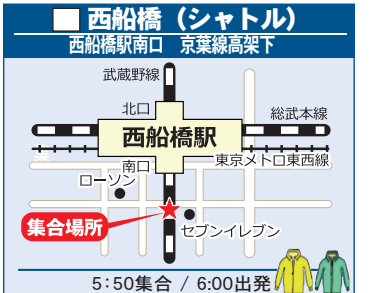 西船橋（シャトル）
西船橋駅南口　京葉線高架下
武蔵野線
北口
総武本線
西船橋駅
南口
東京メトロ東西線
ローソン
集合場所
セブンイレブン
5：50集合 / 6:00出発